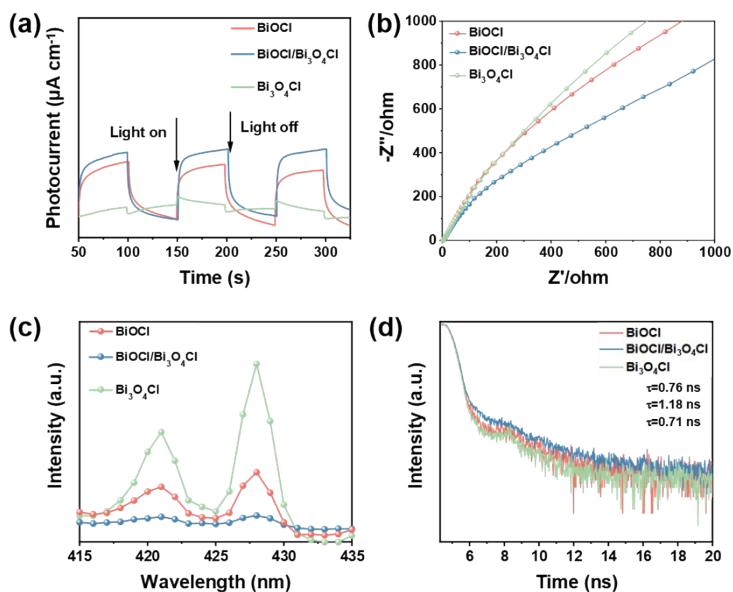 (a)
BiOCl
BiOCl/Bi₃O₄Cl
Bi₃O₄Cl
Light on
Light off
Photocurrent (μA cm⁻¹)
50 100 150 200 250 300
Time (s)
(b)
BiOCl
BiOCl/Bi₃O₄Cl
Bi₃O₄Cl
-Z''/ohm
1000
800
600
400
200
0
0 200 400 600 800 1000
Z'/ohm
(c)
BiOCl
BiOCl/Bi₃O₄Cl
Bi₃O₄Cl
Intensity (a.u.)
415 420 425 430 435
Wavelength (nm)
(d)
BiOCl
BiOCl/Bi₃O₄Cl
Bi₃O₄Cl
τ=0.76 ns
τ=1.18 ns
τ=0.71 ns
Intensity (a.u.)
6 8 10 12 14 16 18 20
Time (ns)